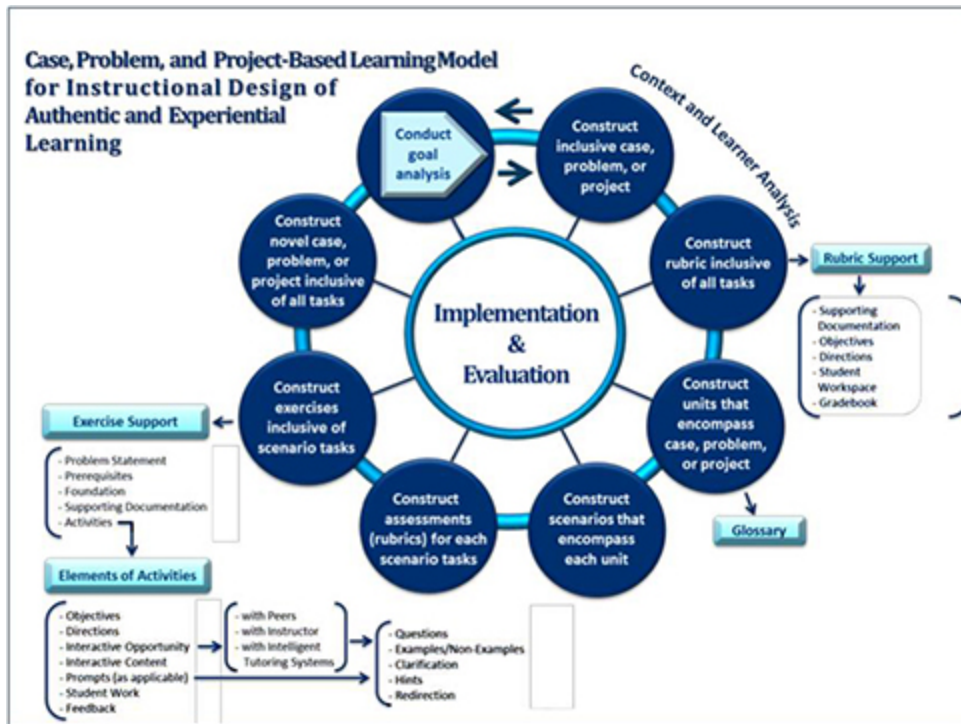 Case, Problem, and Project-Based Learning Model
for Instructional Design of
Authentic and Experiential
Learning
Conduct
goal
analysis
Construct
inclusive case,
problem, or
project
Context and Learner Analysis
Construct
rubric inclusive
of all tasks
Rubric Support
- Supporting
Documentation
- Objectives
- Directions
- Student
Workspace
- Gradebook
Construct
units that
encompass
case, problem,
or project
Glossary
Construct
scenarios that
encompass
each unit
Construct
assessments
(rubrics) for each
scenario tasks
Construct
exercises
inclusive of
scenario tasks
Construct
novel case,
problem, or
project inclusive
of all tasks
Implementation
&
Evaluation
Exercise Support
- Problem Statement
- Prerequisites
- Foundation
- Supporting Documentation
- Activities
Elements of Activities
- Objectives
- Directions
- Interactive Opportunity
- Interactive Content
- Prompts (as applicable)
- Student Work
- Feedback
- with Peers
- with Instructor
- with Intelligent
Tutoring Systems
- Questions
- Examples/Non-Examples
- Clarification
- Hints
- Redirection